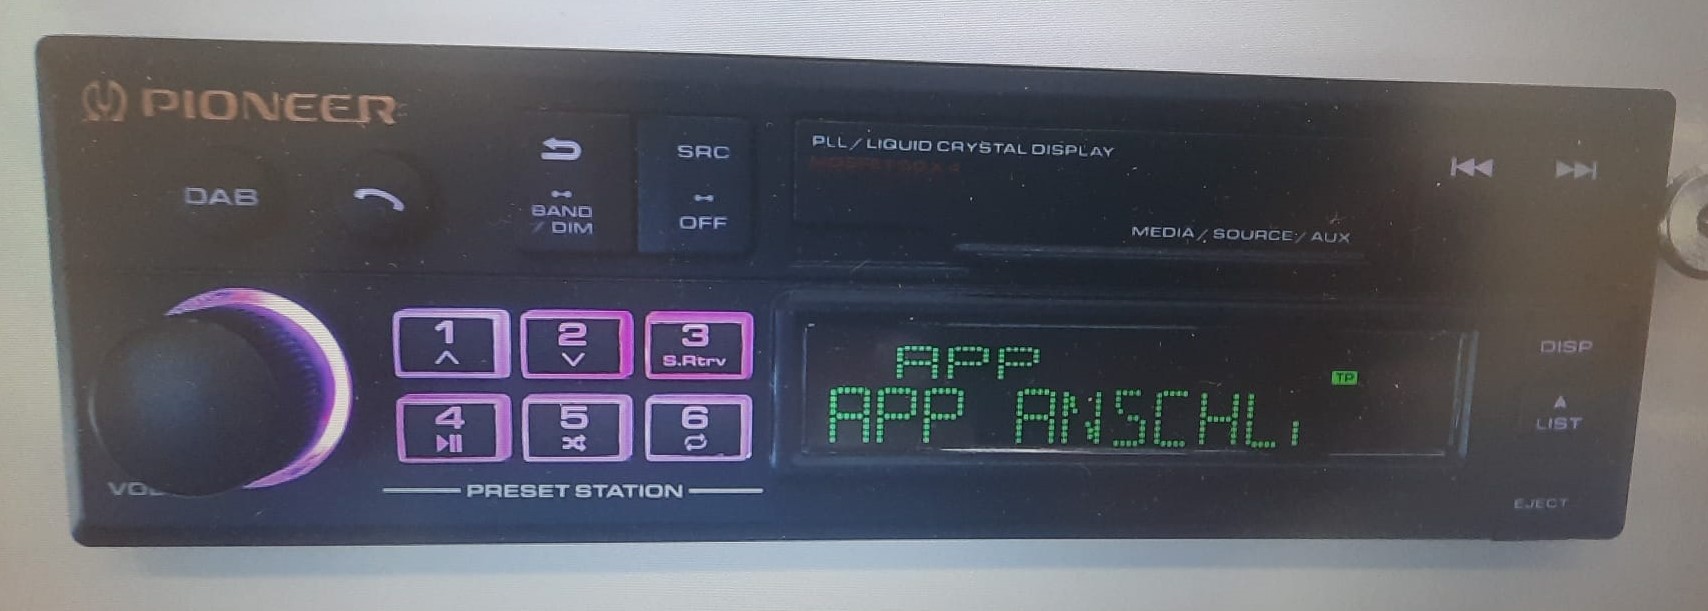 PIONEER
DAB
BAND
/ DIM
SRC
OFF
PLL/LIQUID CRYSTAL DISPLAY
MEDIA/SOURCE/AUX
1
2
3
S.Rtrv
4
5
6
PRESET STATION
VOL
APP
TP
APP ANSCHL
DISP
LIST
EJECT